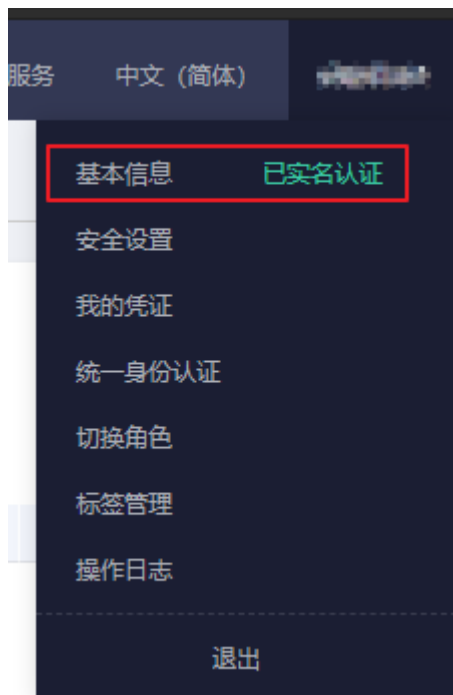 服务 中文（简体）
基本信息 已实名认证
安全设置
我的凭证
统一身份认证
切换角色
标签管理
操作日志
退出